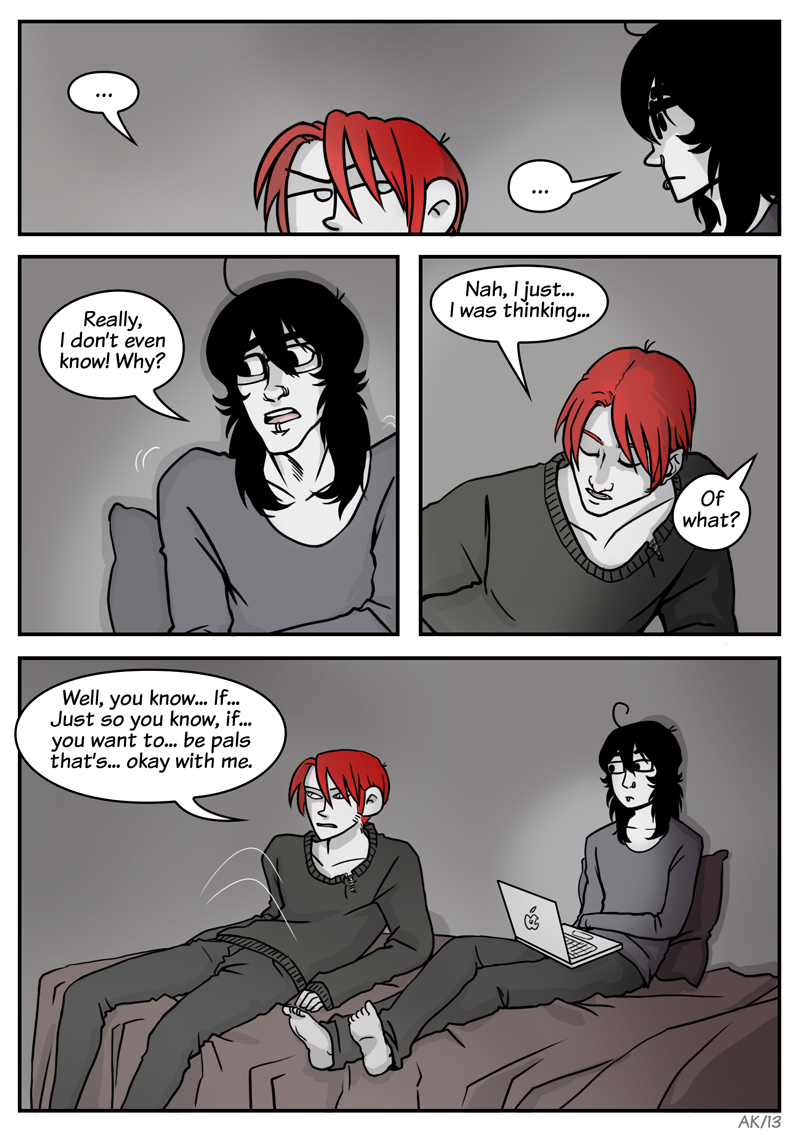 ...
...
Really,
I don't even
know! Why?
Nah, I just...
I was thinking...
Of
what?
Well, you know... If...
Just so you know, if...
you want to... be pals
that's... okay with me.
AK/13